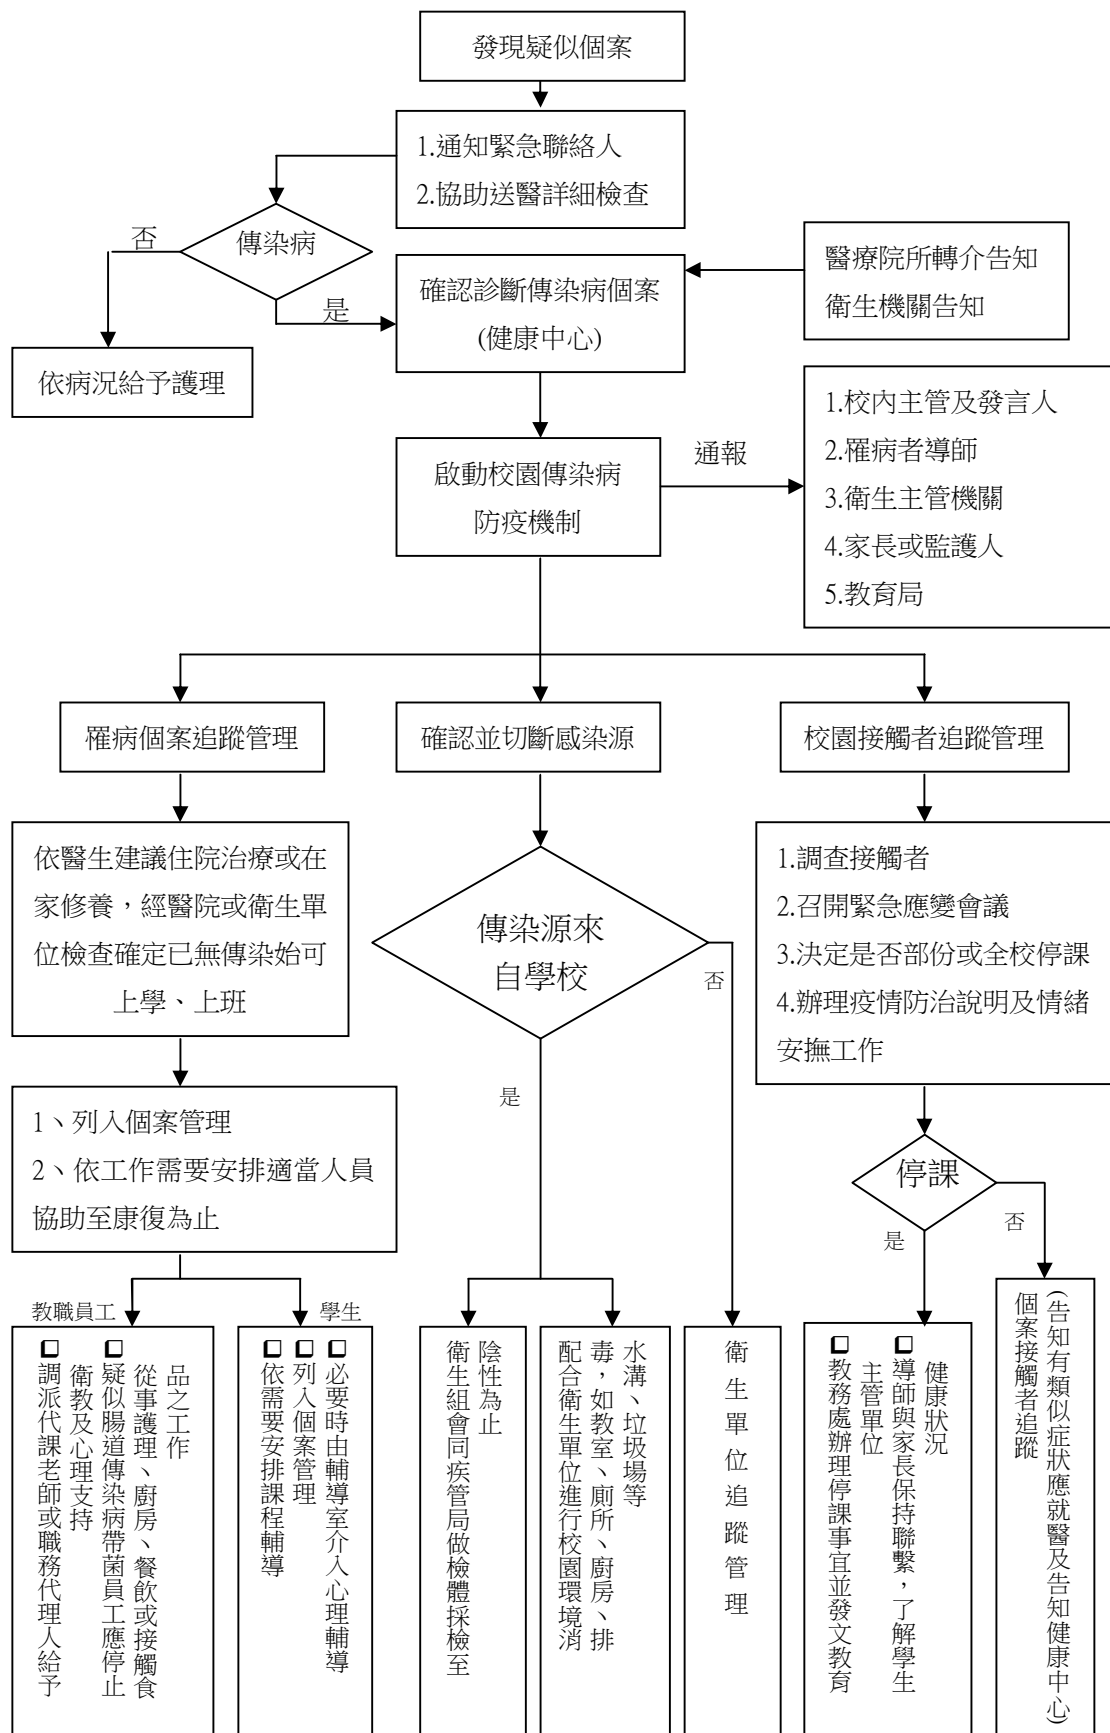 發現疑似個案
1.通知緊急聯絡人
2.協助送醫詳細檢查
傳染病
否
是
依病況給予護理
確認診斷傳染病個案
(健康中心)
醫療院所轉介告知
衛生機關告知
啟動校園傳染病
防疫機制
通報
1.校內主管及發言人
2.罹病者導師
3.衛生主管機關
4.家長或監護人
5.教育局
罹病個案追蹤管理
確認並切斷感染源
校園接觸者追蹤管理
依醫生建議住院治療或在
家修養，經醫院或衛生單
位檢查確定已無傳染始可
上學、上班
傳染源來
自學校
否
是
1.調查接觸者
2.召開緊急應變會議
3.決定是否部份或全校停課
4.辦理疫情防治說明及情緒
安撫工作
1、列入個案管理
2、依工作需要安排適當人員
協助至康復為止
停課
否
是
教職員工
學生
❑調派代課老師或職務代理人給予
衛教及心理支持
❑疑似腸道傳染病帶菌員工應停止
從事護理、廚房、餐飲或接觸食
品之工作
❑依需要安排課程輔導
❑列入個案管理
❑必要時由輔導室介入心理輔導
衛生組會同疾管局做檢體採檢至
陰性為止
配合衛生單位進行校園環境消
毒，如教室、廁所、廚房、排
水溝、垃圾場等
衛生單位追蹤管理
❑教務處辦理停課事宜並發文教育
主管單位
❑導師與家長保持聯繫，了解學生
健康狀況
個案接觸者追蹤
(告知有類似症狀應就醫及告知健康中心)